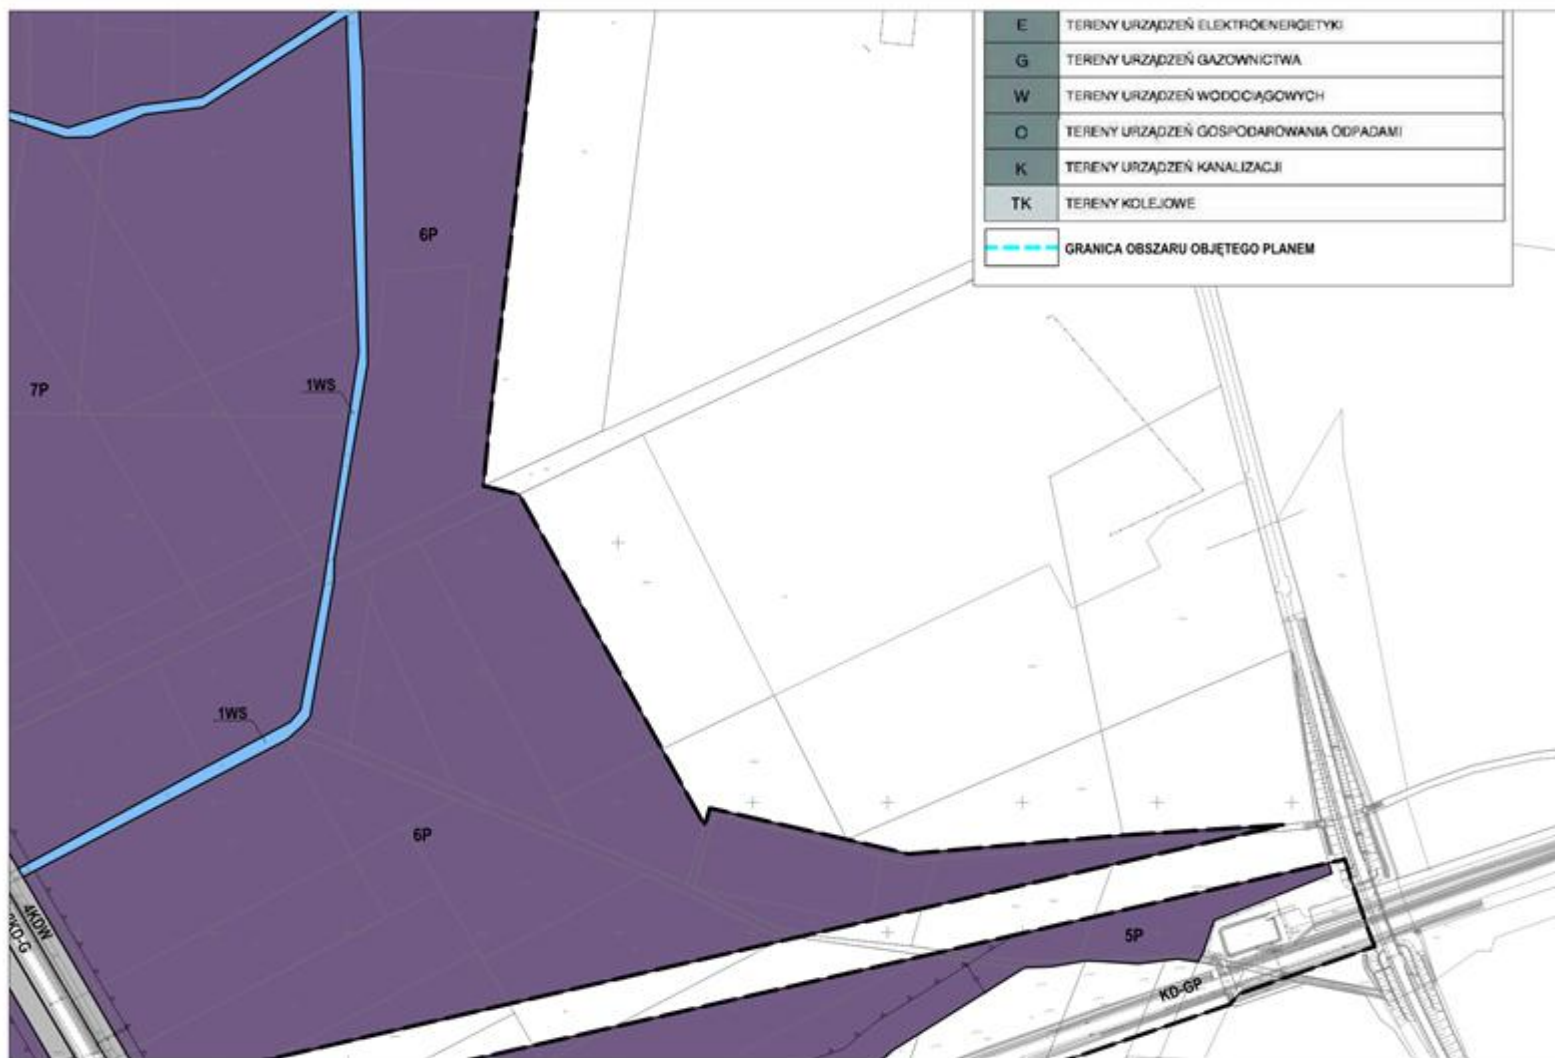 E TERENY URZĄDZEŃ ELEKTROENERGETYKI
G TERENY URZĄDZEŃ GAZOWNICTWA
W TERENY URZĄDZEŃ WODOCIĄGOWYCH
O TERENY URZĄDZEŃ GOSPODAROWANIA ODPADAMI
K TERENY URZĄDZEŃ KANALIZACJI
TK TERENY KOLEJOWE
GRANICA OBSZARU OBJĘTEGO PLANEM
6P
7P
1WS
1WS
6P
4KDW
KD-G
5P
KD-GP